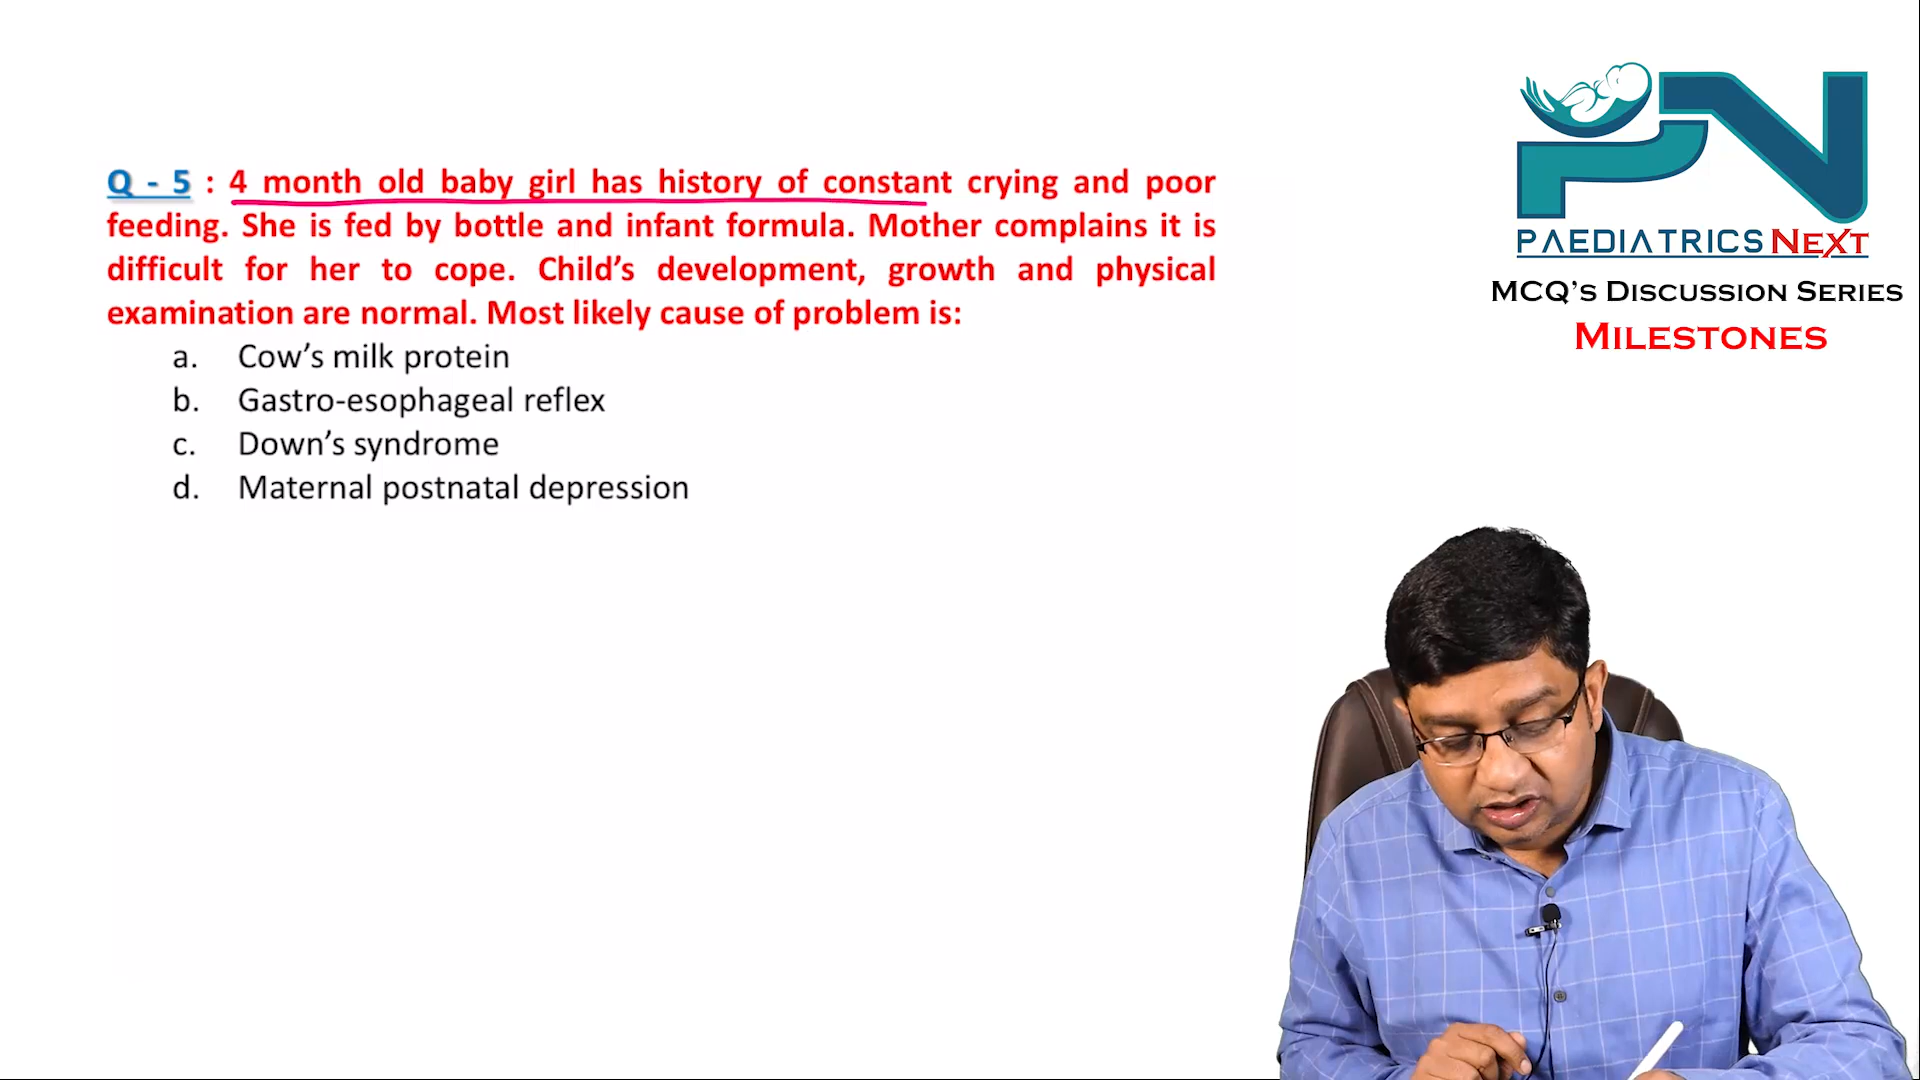 Q - 5 : 4 month old baby girl has history of constant crying and poor
feeding. She is fed by bottle and infant formula. Mother complains it is
difficult for her to cope. Child’s development, growth and physical
examination are normal. Most likely cause of problem is:
a. Cow’s milk protein
b. Gastro-esophageal reflex
c. Down’s syndrome
d. Maternal postnatal depression
PN
PAEDIATRICS NEXT
MCQ’s Discussion Series
Milestones